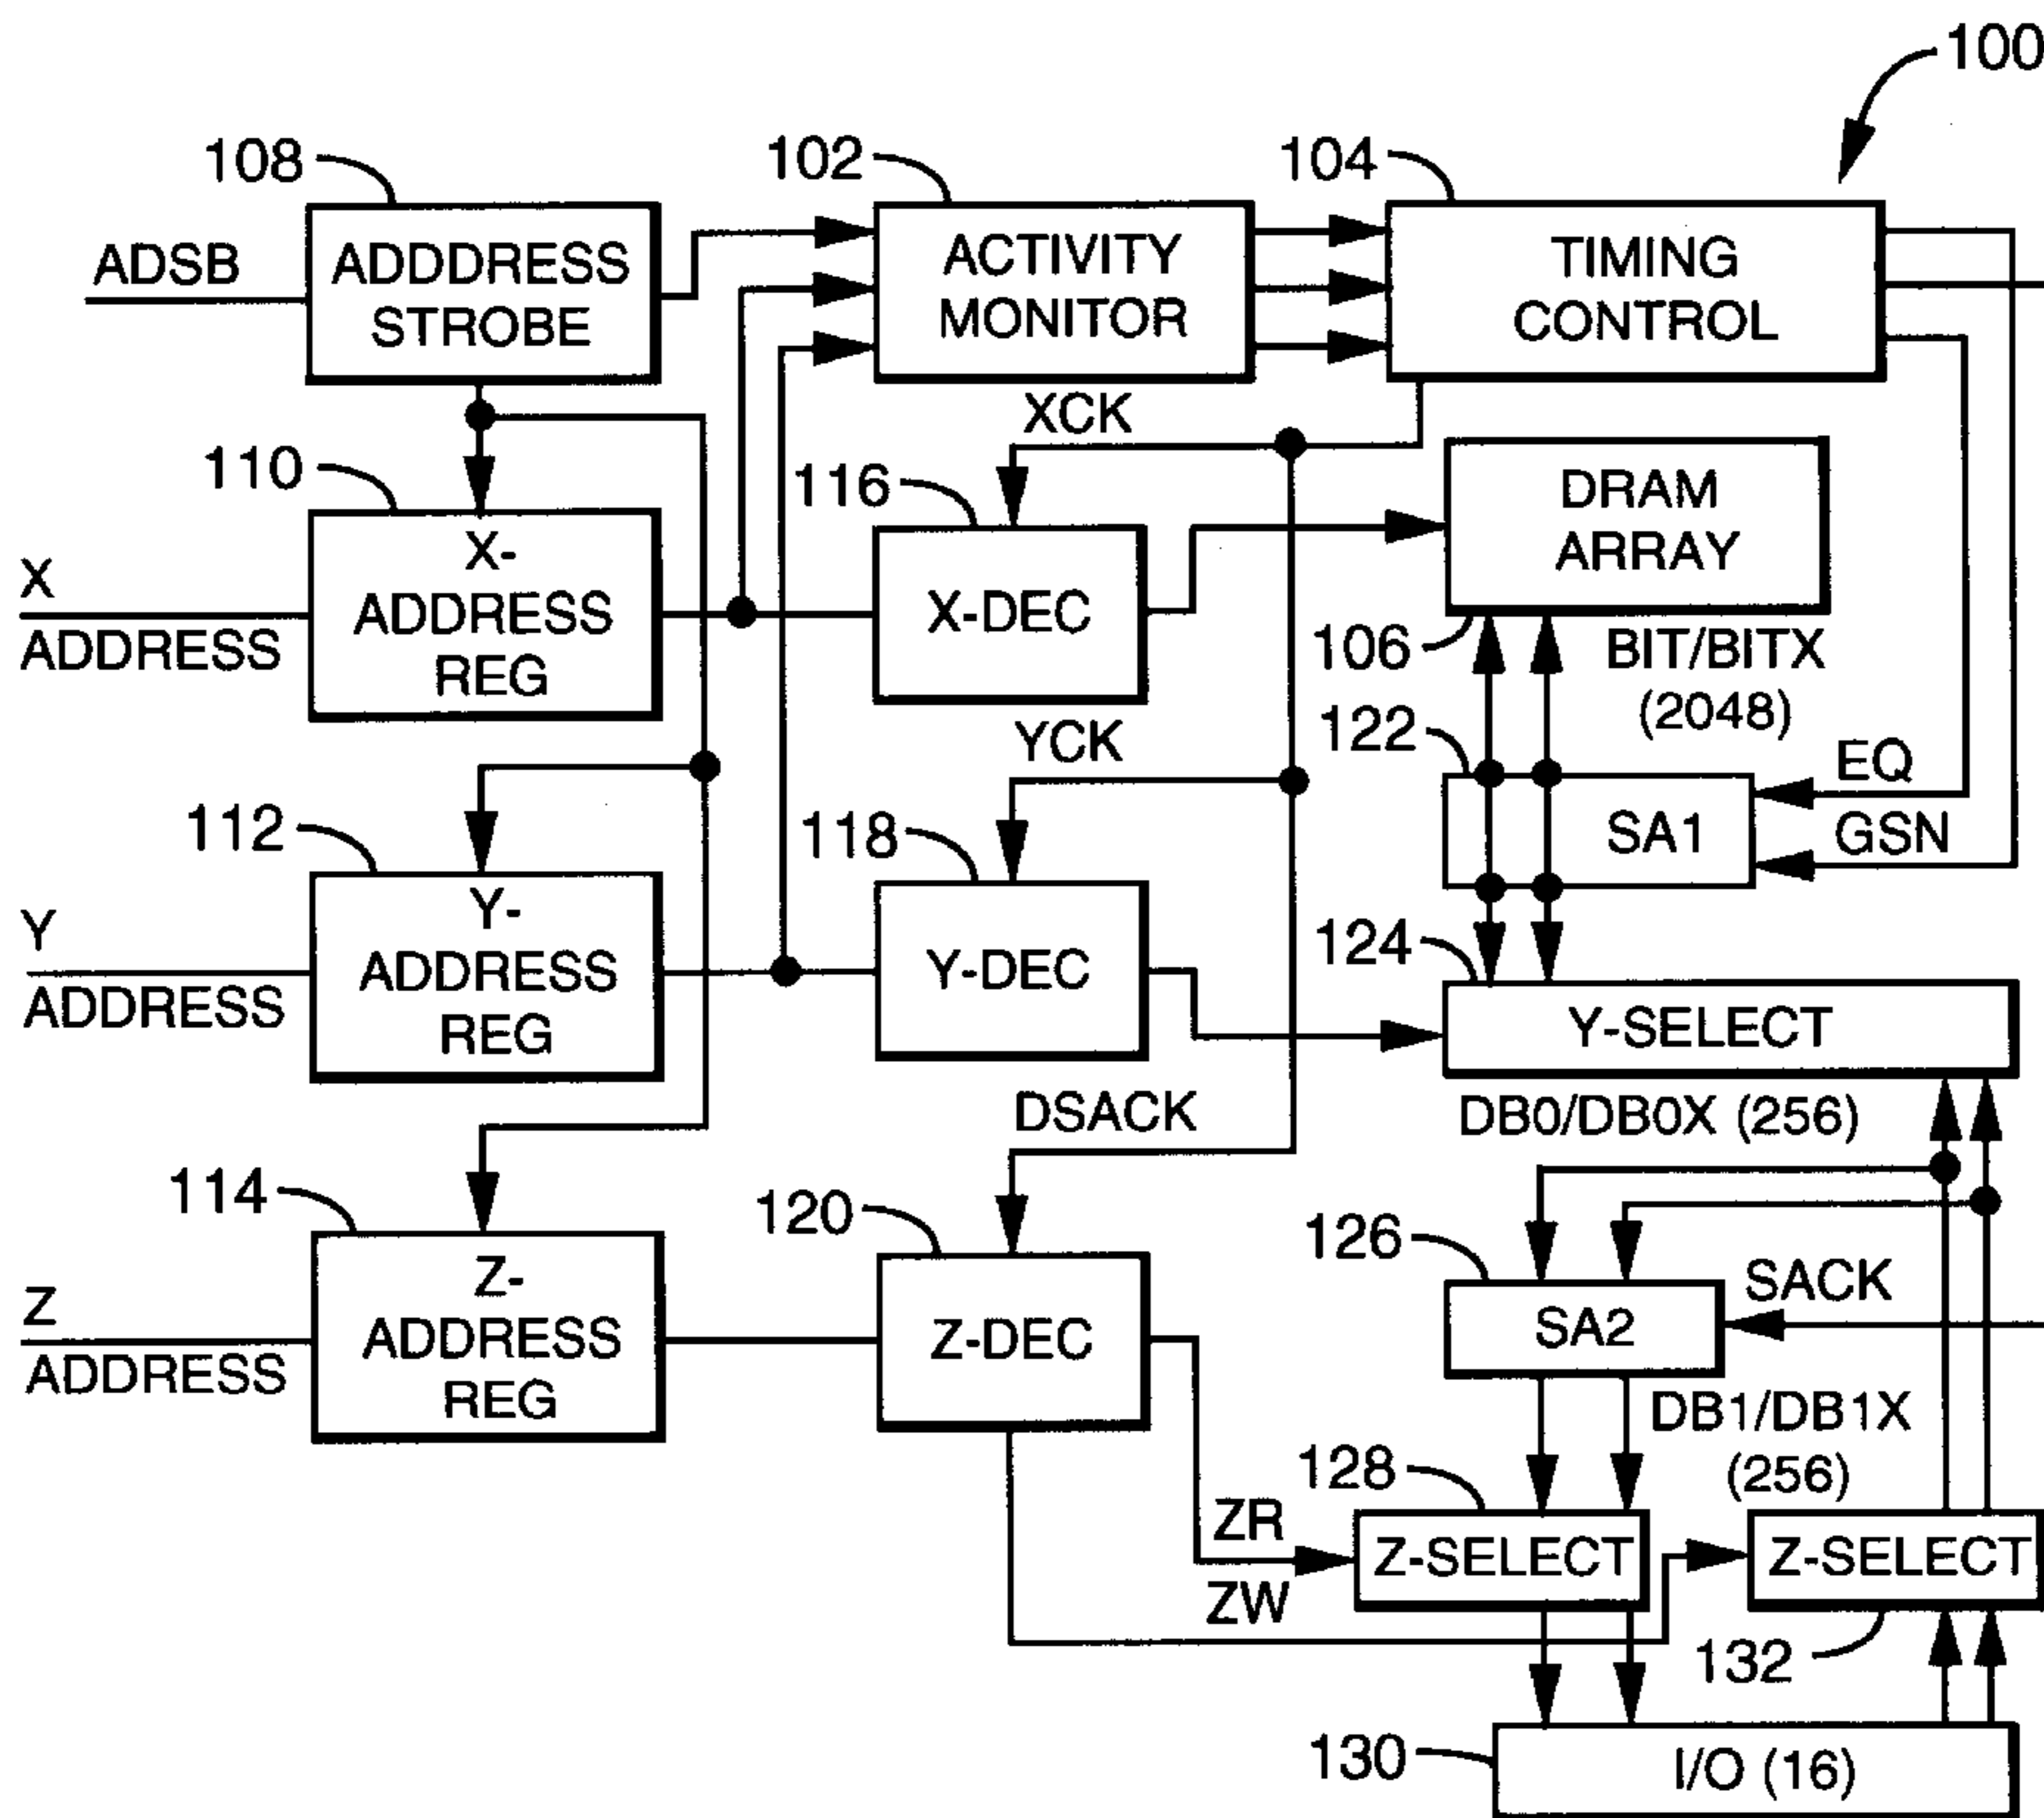 100
108
102
104
ADSB
ADDDRESS
STROBE
ACTIVITY
MONITOR
TIMING
CONTROL
XCK
110
116
X
ADDRESS
X-
ADDRESS
REG
X-DEC
DRAM
ARRAY
106
BIT/BITX
(2048)
122
YCK
EQ
GSN
SA1
112
118
Y
ADDRESS
Y-
ADDRESS
REG
Y-DEC
124
Y-SELECT
DSACK
DB0/DB0X (256)
114
120
126
SACK
Z
ADDRESS
Z-
ADDRESS
REG
Z-DEC
SA2
DB1/DB1X
(256)
128
ZR
ZW
Z-SELECT
Z-SELECT
132
130
I/O (16)